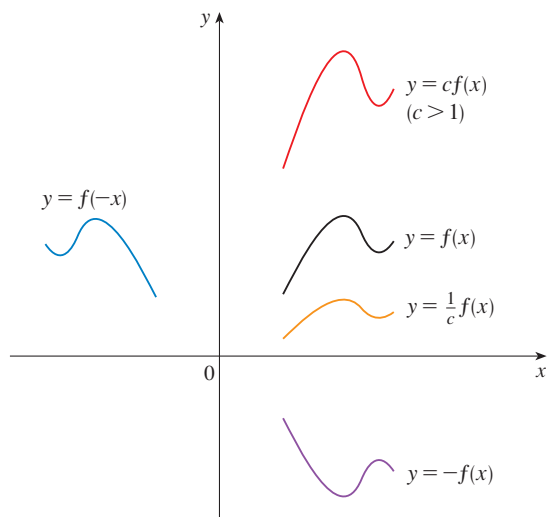 y
y = cf(x)
(c > 1)
y = f(−x)
y = f(x)
y = 1/c f(x)
0
x
y = −f(x)